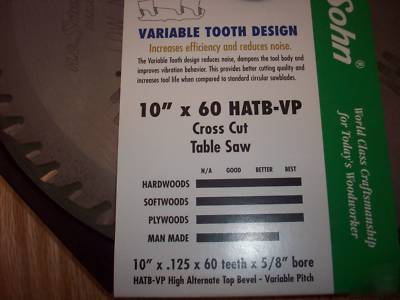 VARIABLE TOOTH DESIGN
Increases efficiency and reduces noise.
The Variable Tooth design reduces noise, dampens the tool body and
improves vibration behavior. This provides better cutting quality and
increases tool life when compared to standard circular sawblades.
10" x 60 HATB-VP
Cross Cut
Table Saw
N/A GOOD BETTER BEST
HARDWOODS
SOFTWOODS
PLYWOODS
MAN MADE
10" x .125 x 60 teeth x 5/8" bore
HATB-VP High Alternate Top Bevel - Variable Pitch
Sohn®
World Class Craftsmanship
for Today's Woodworker